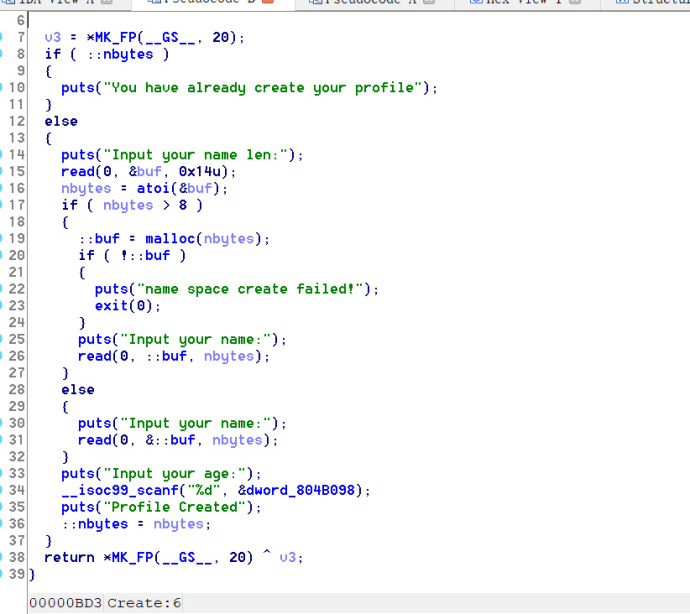 IDA View A Pseudocode B Pseudocode A Hex View 1 Structur
6
7 v3 = *MK_FP(__GS__, 20);
8 if ( ::nbytes )
9 {
10 puts("You have already create your profile");
11 }
12 else
13 {
14 puts("Input your name len:");
15 read(0, &buf, 0x14u);
16 nbytes = atoi(&buf);
17 if ( nbytes > 8 )
18 {
19 ::buf = malloc(nbytes);
20 if ( !::buf )
21 {
22 puts("name space create failed!");
23 exit(0);
24 }
25 puts("Input your name:");
26 read(0, ::buf, nbytes);
27 }
28 else
29 {
30 puts("Input your name:");
31 read(0, &::buf, nbytes);
32 }
33 puts("Input your age:");
34 __isoc99_scanf("%d", &dword_804B098);
35 puts("Profile Created");
36 ::nbytes = nbytes;
37 }
38 return *MK_FP(__GS__, 20) ^ v3;
39 }
00000BD3 Create:6